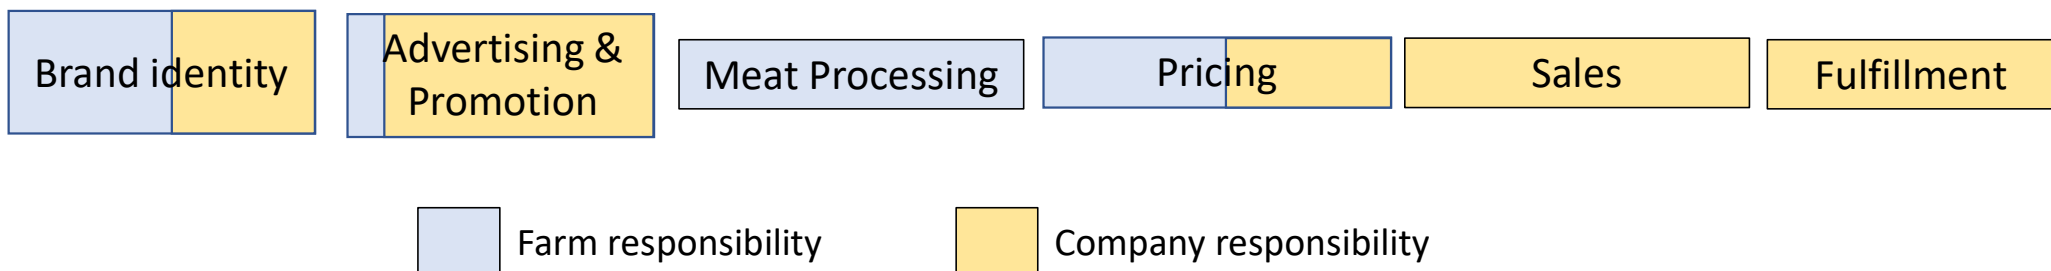 Brand identity
Advertising &
Promotion
Meat Processing
Pricing
Sales
Fulfillment
Farm responsibility
Company responsibility